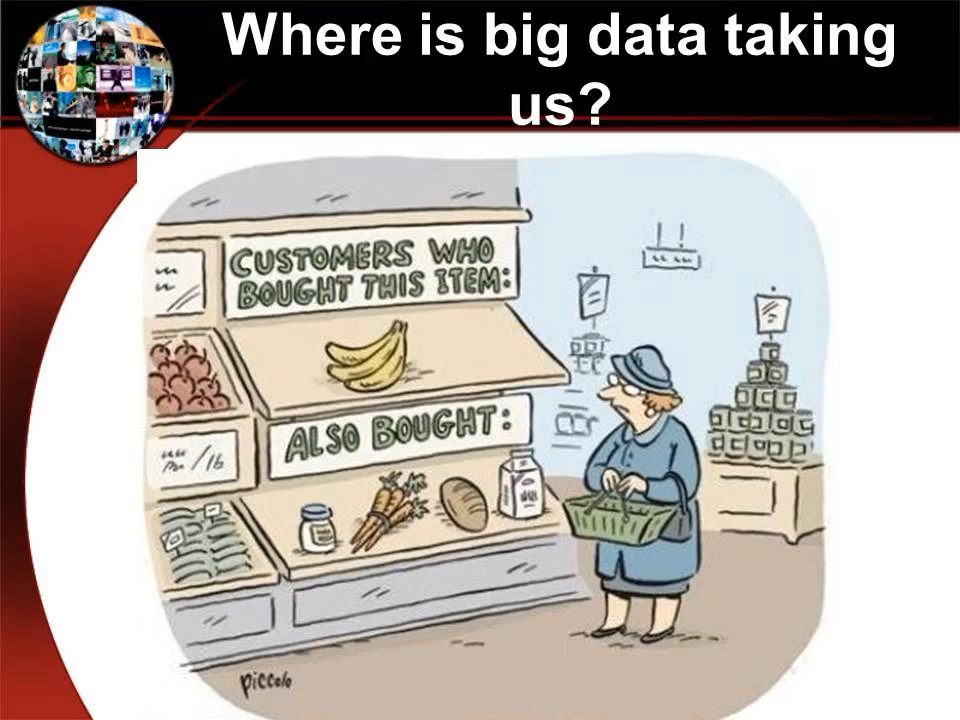 Where is big data taking
us?
CUSTOMERS WHO
BOUGHT THIS ITEM:
ALSO BOUGHT:
/lb
piccolo